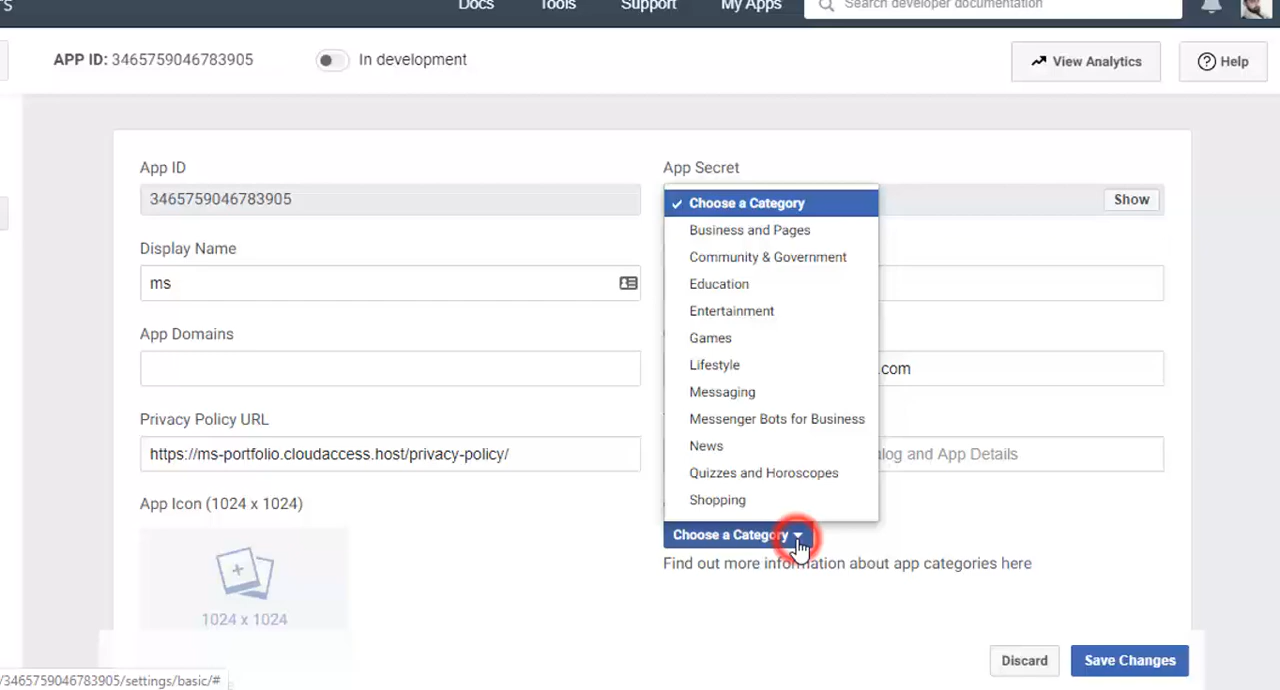 Docs Tools Support My Apps Search developer documentation
APP ID: 3465759046783905 In development View Analytics Help
App ID App Secret
3465759046783905 Show
Display Name
ms
App Domains
.com
Privacy Policy URL
https://ms-portfolio.cloudaccess.host/privacy-policy/ and App Details
App Icon (1024 x 1024)
1024 x 1024
Choose a Category
Business and Pages
Community & Government
Education
Entertainment
Games
Lifestyle
Messaging
Messenger Bots for Business
News
Quizzes and Horoscopes
Shopping
Choose a Category
Find out more information about app categories here
Discard Save Changes
/3465759046783905/settings/basic/#